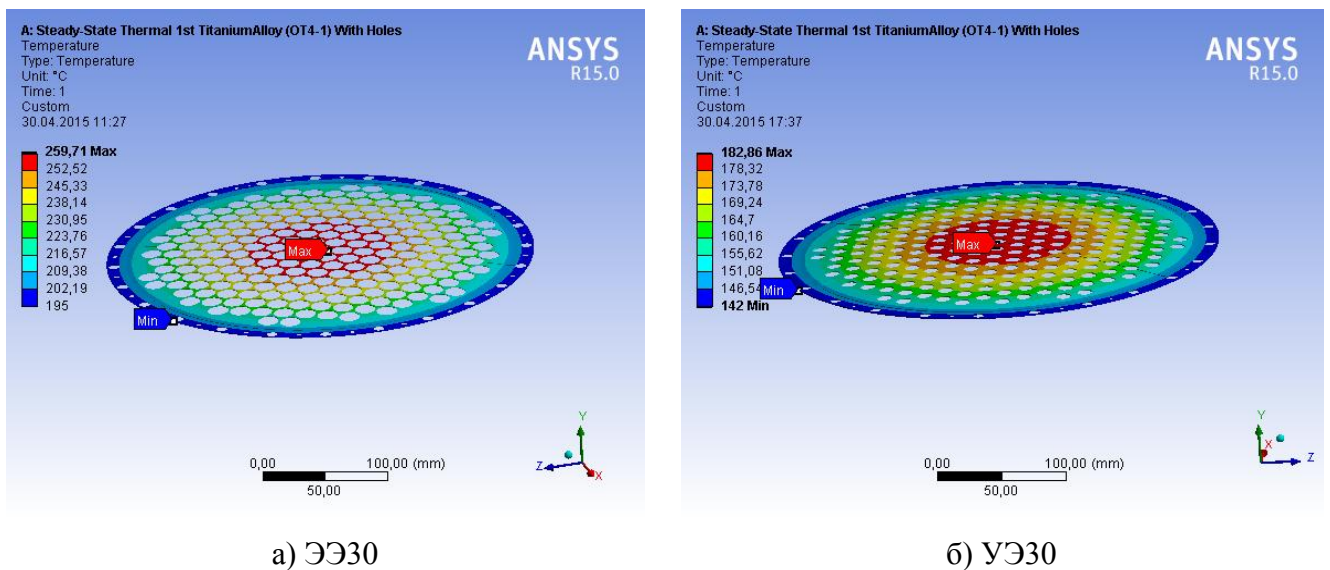 A: Steady-State Thermal 1st TitaniumAlloy (OT4-1) With Holes
Temperature
Type: Temperature
Unit: °C
Time: 1
Custom
30.04.2015 11:27
ANSYS
R15.0
259,71 Max
252,52
245,33
238,14
230,95
223,76
216,57
209,38
202,19
195
Max
Min
0,00
100,00 (mm)
50,00
Y
Z
X
A: Steady-State Thermal 1st TitaniumAlloy (OT4-1) With Holes
Temperature
Type: Temperature
Unit: °C
Time: 1
Custom
30.04.2015 17:37
ANSYS
R15.0
182,86 Max
178,32
173,78
169,24
164,7
160,16
155,62
151,08
146,54
142 Min
Max
Min
0,00
100,00 (mm)
50,00
Y
X
Z
а) ЭЭ30
б) УЭ30